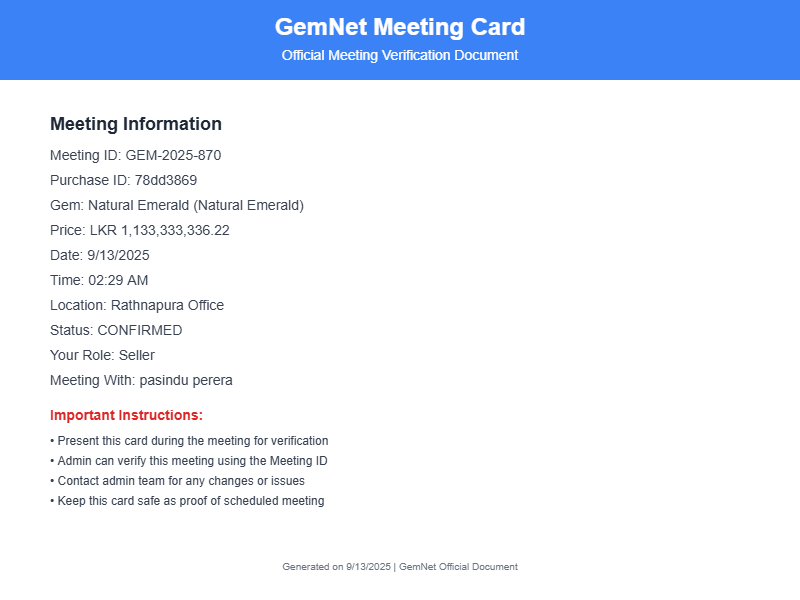 GemNet Meeting Card
Official Meeting Verification Document
Meeting Information
Meeting ID: GEM-2025-870
Purchase ID: 78dd3869
Gem: Natural Emerald (Natural Emerald)
Price: LKR 1,133,333,336.22
Date: 9/13/2025
Time: 02:29 AM
Location: Rathnapura Office
Status: CONFIRMED
Your Role: Seller
Meeting With: pasindu perera
Important Instructions:
• Present this card during the meeting for verification
• Admin can verify this meeting using the Meeting ID
• Contact admin team for any changes or issues
• Keep this card safe as proof of scheduled meeting
Generated on 9/13/2025 | GemNet Official Document